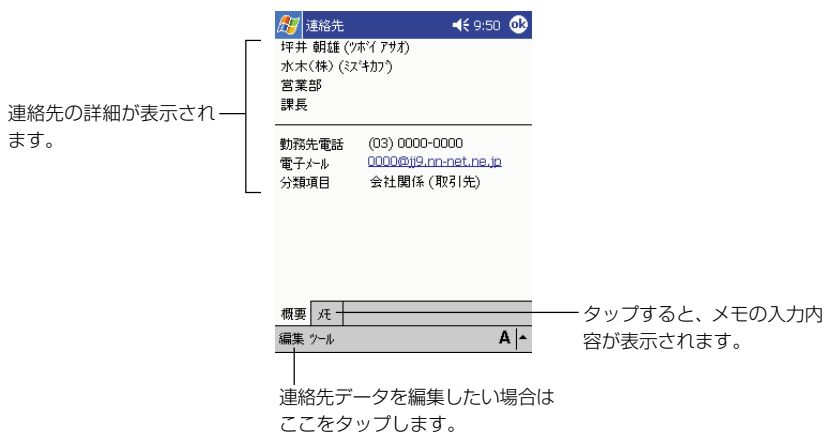 連絡先 9:50 ok
坪井 朝雄 (ﾂﾎﾞｲ ｱｻｵ)
水木(株) (ﾐｽﾞｷｶﾌﾞ)
営業部
課長
連絡先の詳細が表示され
ます。
勤務先電話 (03) 0000-0000
電子ﾒｰﾙ 0000@jj9.nn-net.ne.jp
分類項目 会社関係 (取引先)
概要 ﾒﾓ
タップすると、メモの入力内
容が表示されます。
編集 ﾂｰﾙ A
連絡先データを編集したい場合は
ここをタップします。